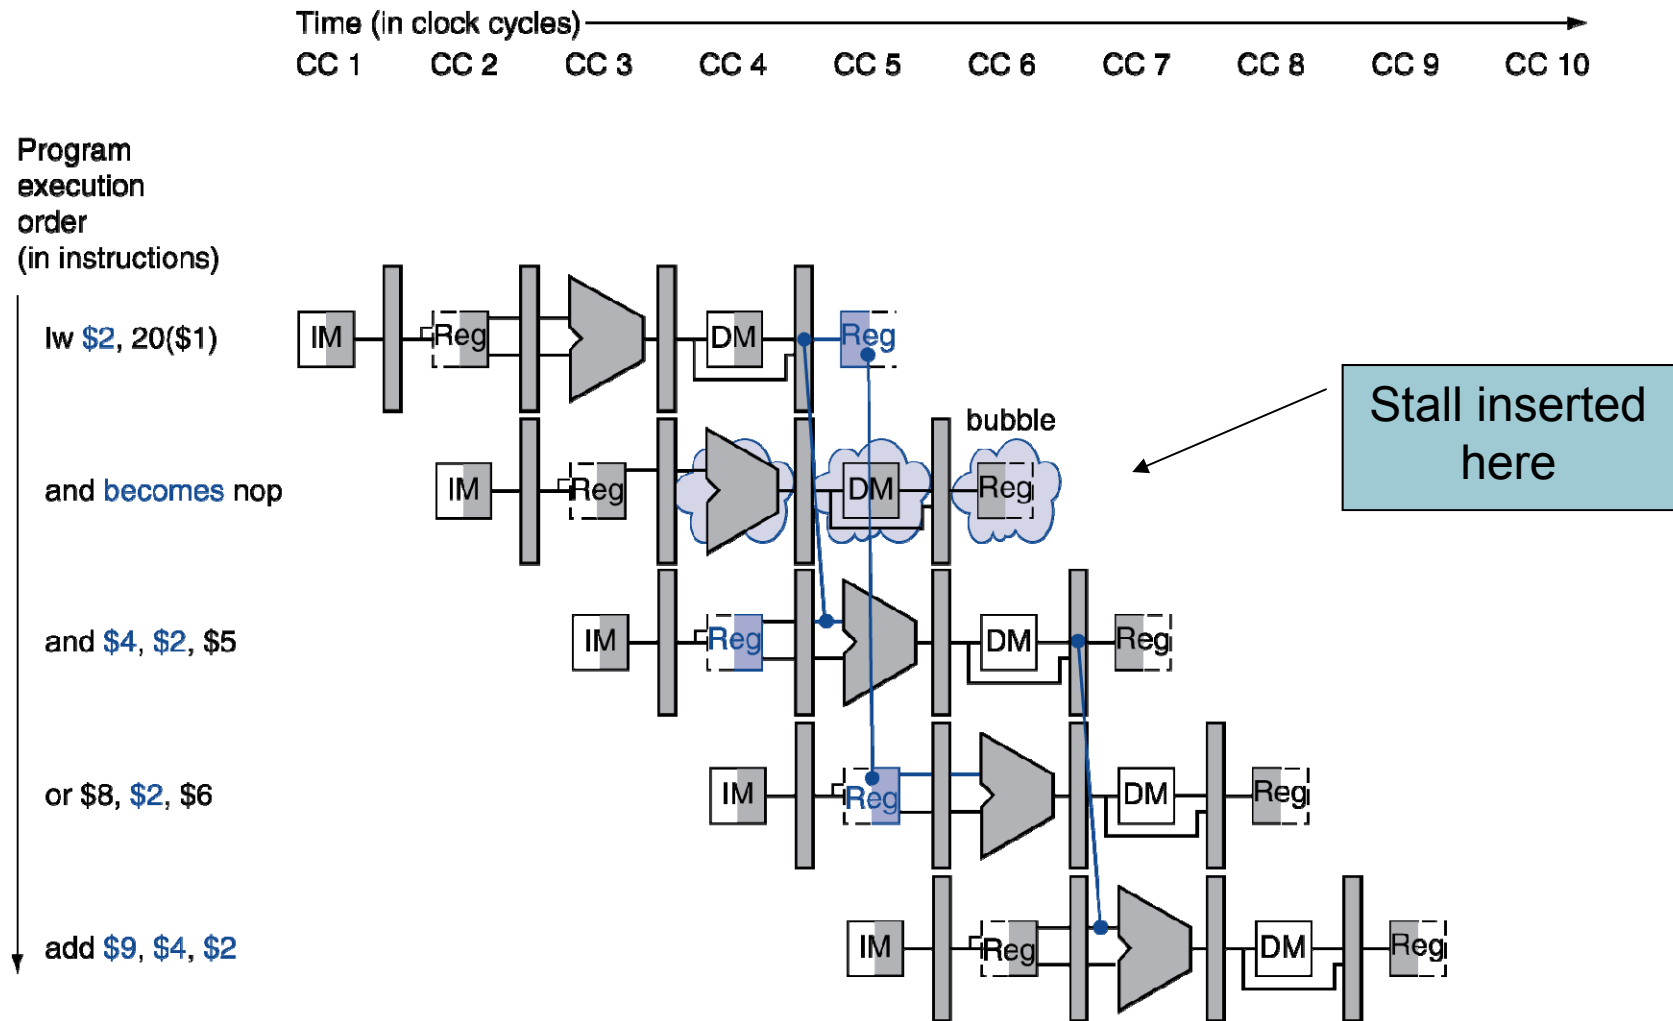 Time (in clock cycles)
CC 1 CC 2 CC 3 CC 4 CC 5 CC 6 CC 7 CC 8 CC 9 CC 10
Program
execution
order
(in instructions)
lw $2, 20($1)
IM Reg DM Reg
Stall inserted
here
bubble
and becomes nop
IM Reg DM Reg
and $4, $2, $5
IM Reg DM Reg
or $8, $2, $6
IM Reg DM Reg
add $9, $4, $2
IM Reg DM Reg